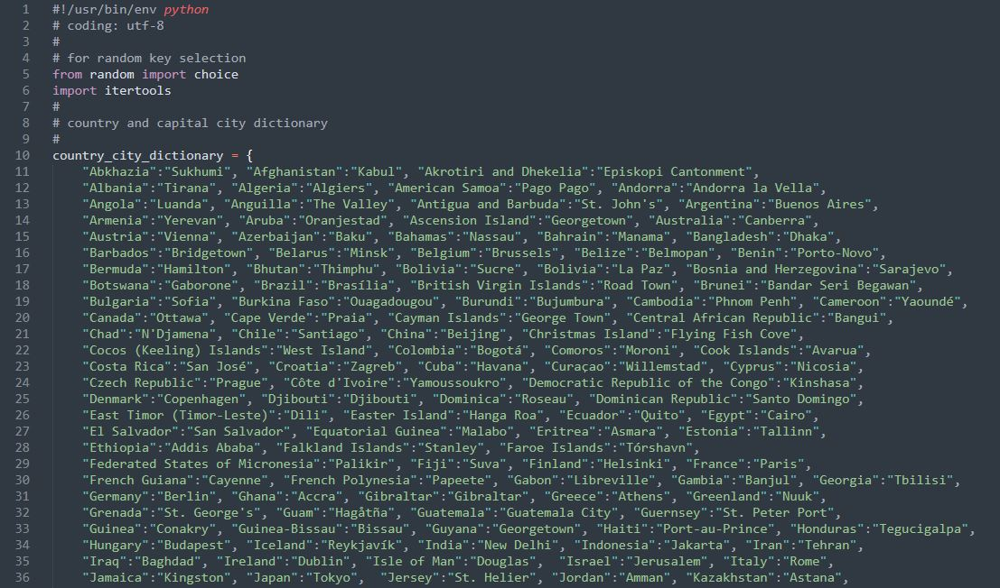 1 #!/usr/bin/env python
2 # coding: utf-8
3 #
4 # for random key selection
5 from random import choice
6 import itertools
7 #
8 # country and capital city dictionary
9 #
10 country_city_dictionary = {
11 "Abkhazia":"Sukhumi", "Afghanistan":"Kabul", "Akrotiri and Dhekelia":"Episkopi Cantonment",
12 "Albania":"Tirana", "Algeria":"Algiers", "American Samoa":"Pago Pago", "Andorra":"Andorra la Vella",
13 "Angola":"Luanda", "Anguilla":"The Valley", "Antigua and Barbuda":"St. John's", "Argentina":"Buenos Aires",
14 "Armenia":"Yerevan", "Aruba":"Oranjestad", "Ascension Island":"Georgetown", "Australia":"Canberra",
15 "Austria":"Vienna", "Azerbaijan":"Baku", "Bahamas":"Nassau", "Bahrain":"Manama", "Bangladesh":"Dhaka",
16 "Barbados":"Bridgetown", "Belarus":"Minsk", "Belgium":"Brussels", "Belize":"Belmopan", "Benin":"Porto-Novo",
17 "Bermuda":"Hamilton", "Bhutan":"Thimphu", "Bolivia":"Sucre", "Bolivia":"La Paz", "Bosnia and Herzegovina":"Sarajevo",
18 "Botswana":"Gaborone", "Brazil":"Brasília", "British Virgin Islands":"Road Town", "Brunei":"Bandar Seri Begawan",
19 "Bulgaria":"Sofia", "Burkina Faso":"Ouagadougou", "Burundi":"Bujumbura", "Cambodia":"Phnom Penh", "Cameroon":"Yaoundé",
20 "Canada":"Ottawa", "Cape Verde":"Praia", "Cayman Islands":"George Town", "Central African Republic":"Bangui",
21 "Chad":"N'Djamena", "Chile":"Santiago", "China":"Beijing", "Christmas Island":"Flying Fish Cove",
22 "Cocos (Keeling) Islands":"West Island", "Colombia":"Bogotá", "Comoros":"Moroni", "Cook Islands":"Avarua",
23 "Costa Rica":"San José", "Croatia":"Zagreb", "Cuba":"Havana", "Curaçao":"Willemstad", "Cyprus":"Nicosia",
24 "Czech Republic":"Prague", "Côte d'Ivoire":"Yamoussoukro", "Democratic Republic of the Congo":"Kinshasa",
25 "Denmark":"Copenhagen", "Djibouti":"Djibouti", "Dominica":"Roseau", "Dominican Republic":"Santo Domingo",
26 "East Timor (Timor-Leste)":"Dili", "Easter Island":"Hanga Roa", "Ecuador":"Quito", "Egypt":"Cairo",
27 "El Salvador":"San Salvador", "Equatorial Guinea":"Malabo", "Eritrea":"Asmara", "Estonia":"Tallinn",
28 "Ethiopia":"Addis Ababa", "Falkland Islands":"Stanley", "Faroe Islands":"Tórshavn",
29 "Federated States of Micronesia":"Palikir", "Fiji":"Suva", "Finland":"Helsinki", "France":"Paris",
30 "French Guiana":"Cayenne", "French Polynesia":"Papeete", "Gabon":"Libreville", "Gambia":"Banjul", "Georgia":"Tbilisi",
31 "Germany":"Berlin", "Ghana":"Accra", "Gibraltar":"Gibraltar", "Greece":"Athens", "Greenland":"Nuuk",
32 "Grenada":"St. George's", "Guam":"Hagåtña", "Guatemala":"Guatemala City", "Guernsey":"St. Peter Port",
33 "Guinea":"Conakry", "Guinea-Bissau":"Bissau", "Guyana":"Georgetown", "Haiti":"Port-au-Prince", "Honduras":"Tegucigalpa",
34 "Hungary":"Budapest", "Iceland":"Reykjavík", "India":"New Delhi", "Indonesia":"Jakarta", "Iran":"Tehran",
35 "Iraq":"Baghdad", "Ireland":"Dublin", "Isle of Man":"Douglas", "Israel":"Jerusalem", "Italy":"Rome",
36 "Jamaica":"Kingston", "Japan":"Tokyo", "Jersey":"St. Helier", "Jordan":"Amman", "Kazakhstan":"Astana",